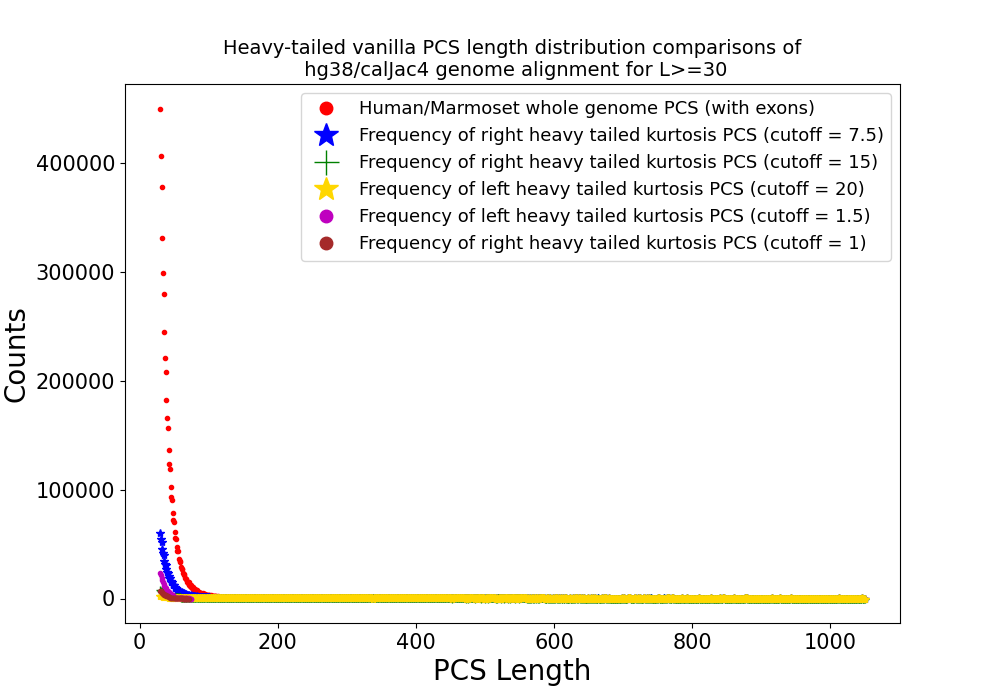 Heavy-tailed vanilla PCS length distribution comparisons of
hg38/calJac4 genome alignment for L>=30
Human/Marmoset whole genome PCS (with exons)
Frequency of right heavy tailed kurtosis PCS (cutoff = 7.5)
Frequency of right heavy tailed kurtosis PCS (cutoff = 15)
Frequency of left heavy tailed kurtosis PCS (cutoff = 20)
Frequency of left heavy tailed kurtosis PCS (cutoff = 1.5)
Frequency of right heavy tailed kurtosis PCS (cutoff = 1)
Counts
400000
300000
200000
100000
0
0 200 400 600 800 1000
PCS Length